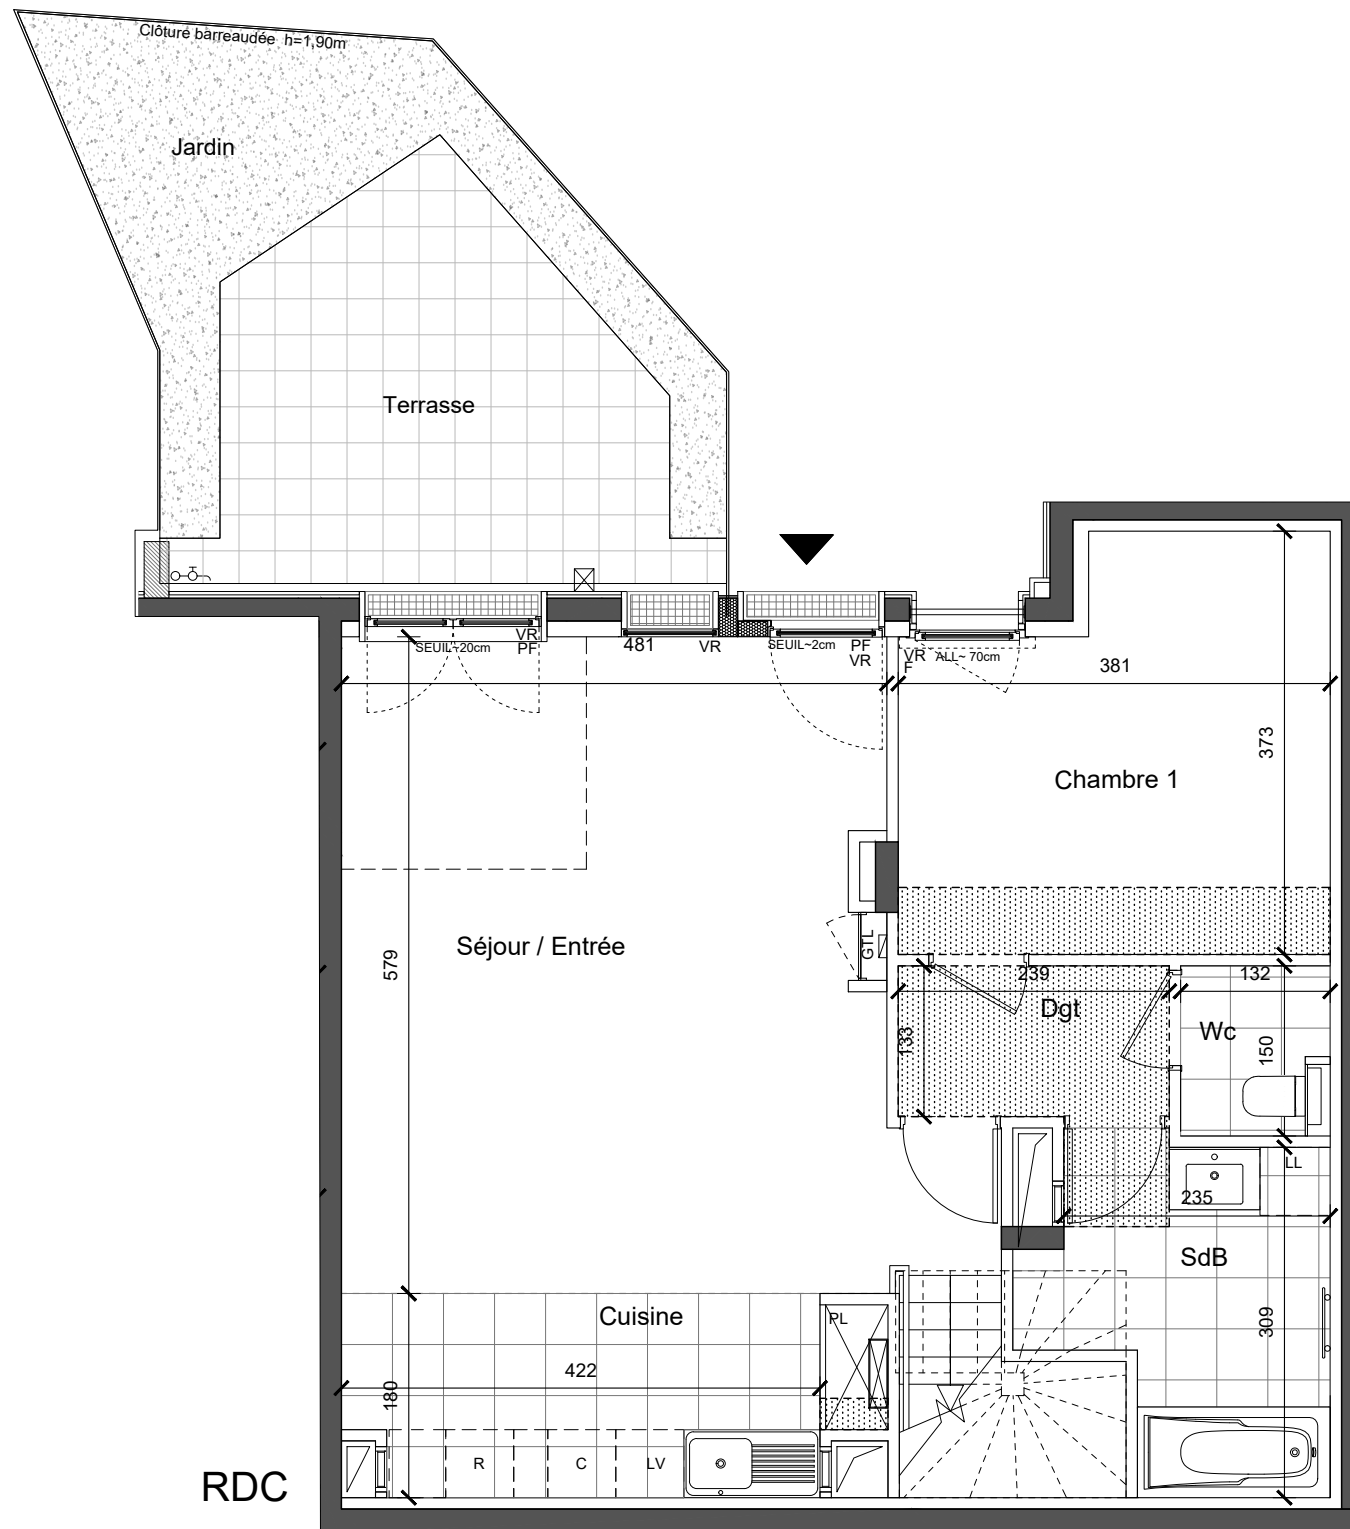 Clôture barreaudée h=1,90m
Jardin
Terrasse
SEUIL~20cm
VR
PF
481
VR
SEUIL~2cm
PF
VR
VR
F
ALL~ 70cm
381
373
Chambre 1
579
Séjour / Entrée
GTL
239
132
Dgt
133
Wc
150
LL
235
SdB
309
Cuisine
PL
422
180
R
C
LV
RDC